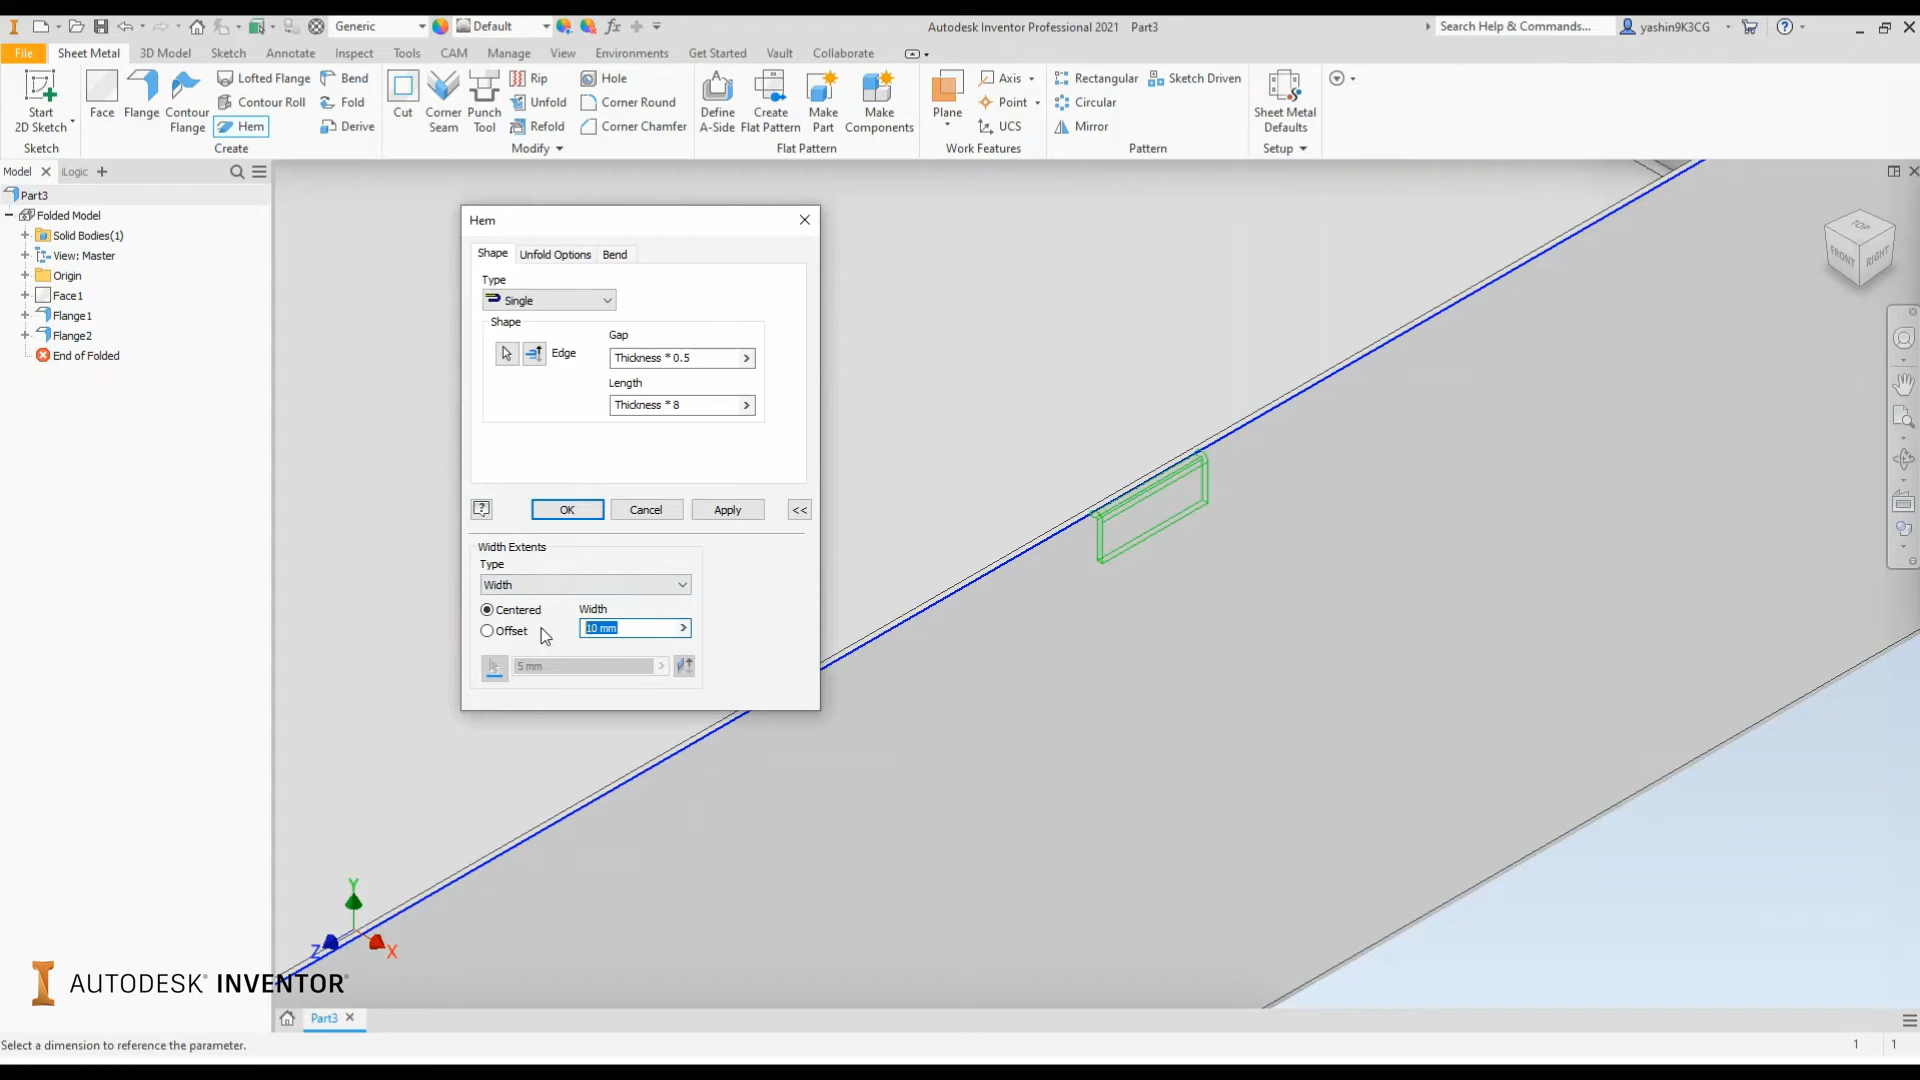 Generic
Default
fx
Autodesk Inventor Professional 2021 Part3
Search Help & Commands...
yashin9K3CG
File
Sheet Metal
3D Model
Sketch
Annotate
Inspect
Tools
CAM
Manage
View
Environments
Get Started
Vault
Collaborate
Start
2D Sketch
Sketch
Face
Flange
Contour
Flange
Lofted Flange
Contour Roll
Hem
Bend
Fold
Derive
Create
Cut
Corner
Seam
Punch
Tool
Rip
Unfold
Refold
Hole
Corner Round
Corner Chamfer
Modify
Define
A-Side
Create
Flat Pattern
Make
Part
Make
Components
Flat Pattern
Plane
Axis
Point
UCS
Work Features
Rectangular
Circular
Mirror
Sketch Driven
Pattern
Sheet Metal
Defaults
Setup
Model
iLogic
Part3
Folded Model
Solid Bodies(1)
View: Master
Origin
Face1
Flange1
Flange2
End of Folded
Hem
Shape
Unfold Options
Bend
Type
Single
Shape
Edge
Gap
Thickness * 0.5
Length
Thickness * 8
OK
Cancel
Apply
<<
Width Extents
Type
Width
Centered
Offset
Width
10 mm
5 mm
TOP
FRONT
RIGHT
Y
Z
X
AUTODESK® INVENTOR®
Part3
Select a dimension to reference the parameter.
1
1